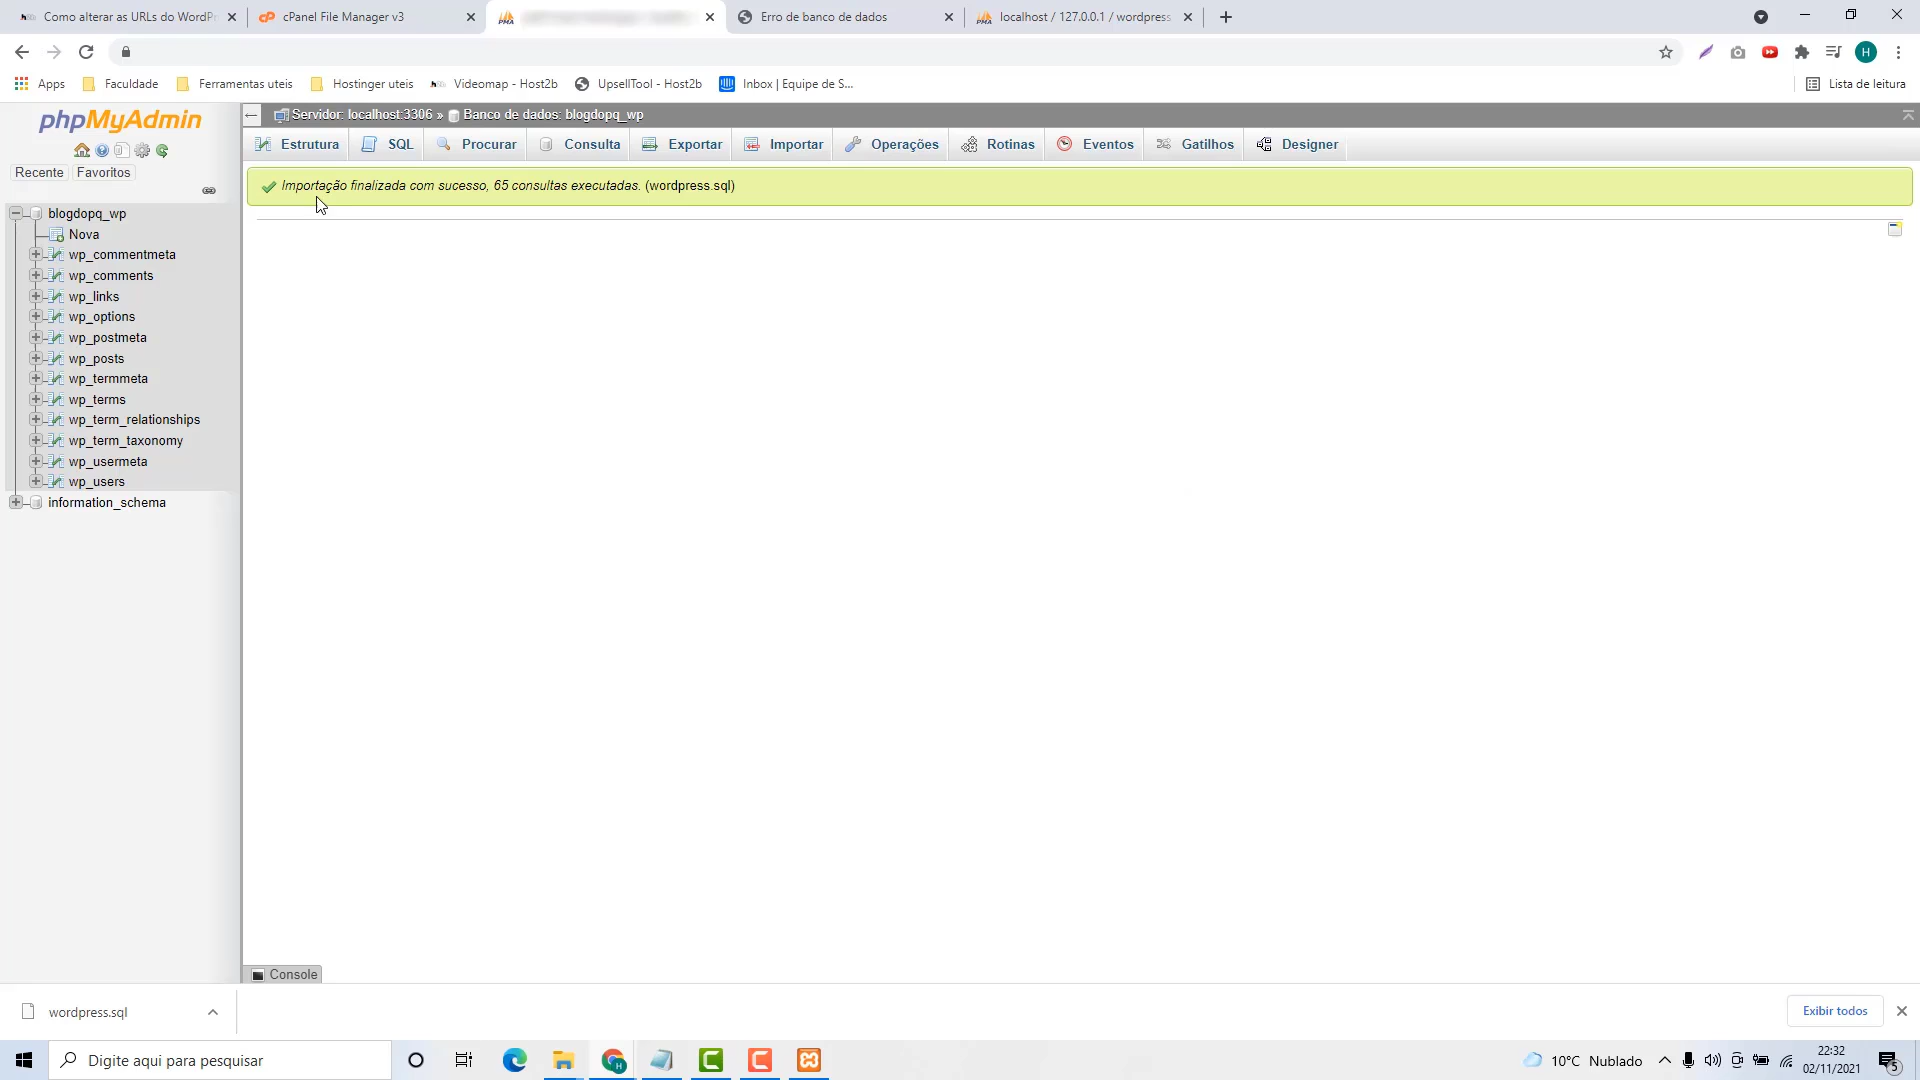 Como alterar as URLs do WordP
cPanel File Manager v3
PMA
Erro de banco de dados
PMA
localhost / 127.0.0.1 / wordpress
H
Apps
Faculdade
Ferramentas uteis
Hostinger uteis
Videomap - Host2b
UpsellTool - Host2b
Inbox | Equipe de S...
Lista de leitura
phpMyAdmin
Servidor: localhost:3306 » Banco de dados: blogdopq_wp
Estrutura
SQL
Procurar
Consulta
Exportar
Importar
Operações
Rotinas
Eventos
Gatilhos
Designer
Recente
Favoritos
Importação finalizada com sucesso, 65 consultas executadas. (wordpress.sql)
blogdopq_wp
Nova
wp_commentmeta
wp_comments
wp_links
wp_options
wp_postmeta
wp_posts
wp_termmeta
wp_terms
wp_term_relationships
wp_term_taxonomy
wp_usermeta
wp_users
information_schema
Console
wordpress.sql
Exibir todos
Digite aqui para pesquisar
10°C Nublado
22:32
02/11/2021
5